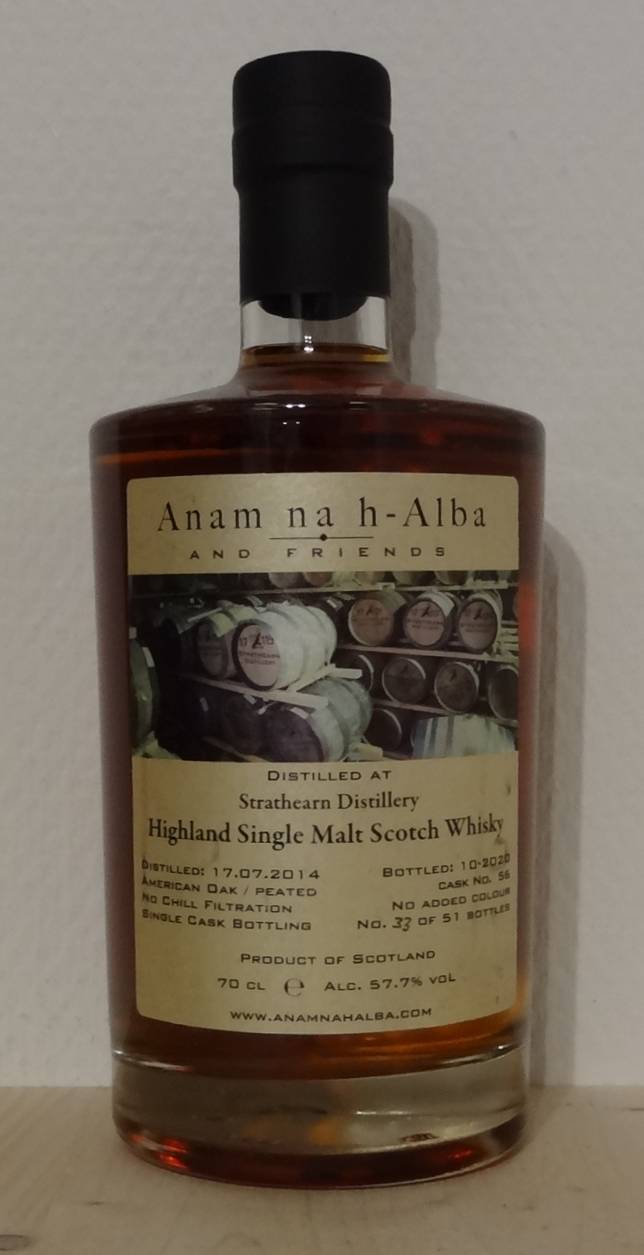 Anam na h-Alba
AND FRIENDS
DISTILLED AT
Strathearn Distillery
Highland Single Malt Scotch Whisky
DISTILLED: 17.07.2014
AMERICAN OAK / PEATED
NO CHILL FILTRATION
SINGLE CASK BOTTLING
BOTTLED: 10-2020
CASK NO. 56
NO ADDED COLOUR
NO. 33 OF 51 BOTTLES
PRODUCT OF SCOTLAND
70 CL ℮ ALC. 57.7% VOL
WWW.ANAMNAHALBA.COM